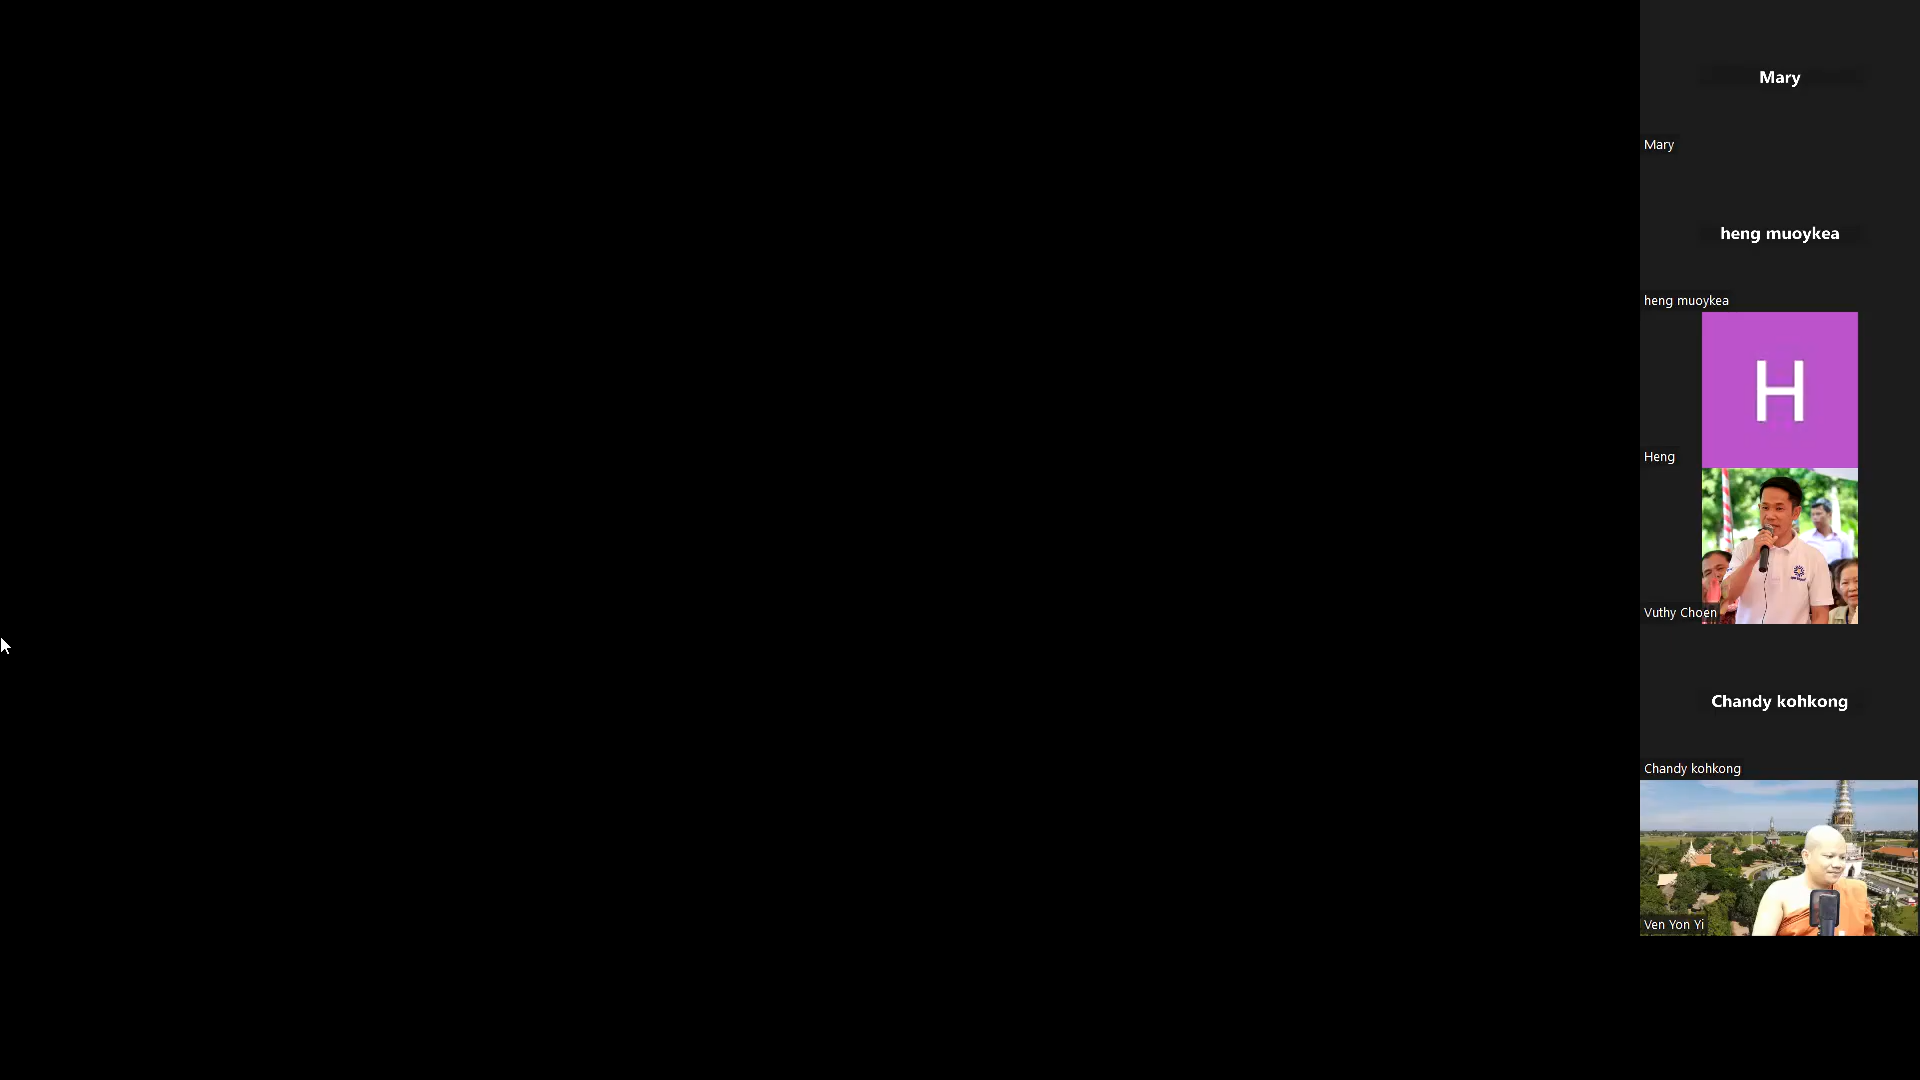 Mary
Mary
heng muoykea
heng muoykea
H
Heng
Vuthy Choen
Chandy kohkong
Chandy kohkong
Ven Yon Yi